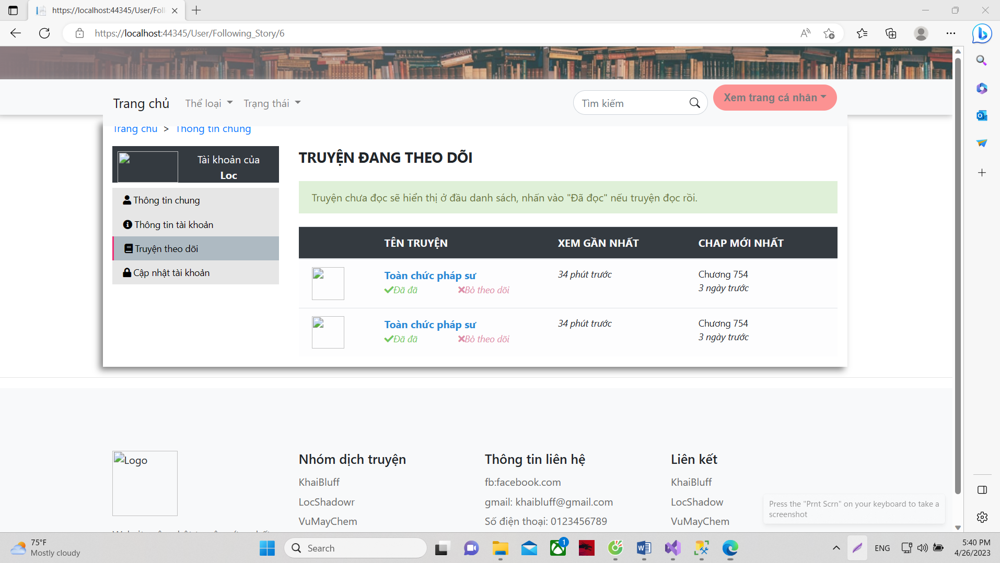 https://localhost:44345/User/Fol
https://localhost:44345/User/Following_Story/6
SCARLETT
Trang chủ Thể loại Trạng thái Tìm kiếm Xem trang cá nhân
Trang chủ > Thông tin chung
Tài khoản của
Loc
Thông tin chung
Thông tin tài khoản
Truyện theo dõi
Cập nhật tài khoản
TRUYỆN ĐANG THEO DÕI
Truyện chưa đọc sẽ hiển thị ở đầu danh sách, nhấn vào "Đã đọc" nếu truyện đọc rồi.
TÊN TRUYỆN XEM GẦN NHẤT CHAP MỚI NHẤT
Toàn chức pháp sư 34 phút trước Chương 754
Đã đã Bỏ theo dõi 3 ngày trước
Toàn chức pháp sư 34 phút trước Chương 754
Đã đã Bỏ theo dõi 3 ngày trước
Logo
Nhóm dịch truyện
KhaiBluff
LocShadowr
VuMayChem
Thông tin liên hệ
fb:facebook.com
gmail: khaibluff@gmail.com
Số điện thoại: 0123456789
Liên kết
KhaiBluff
LocShadow
VuMayChem
Press the "Prnt Scrn" on your keyboard to take a
screenshot
75°F
Mostly cloudy
Search
1
ENG
5:40 PM
4/26/2023